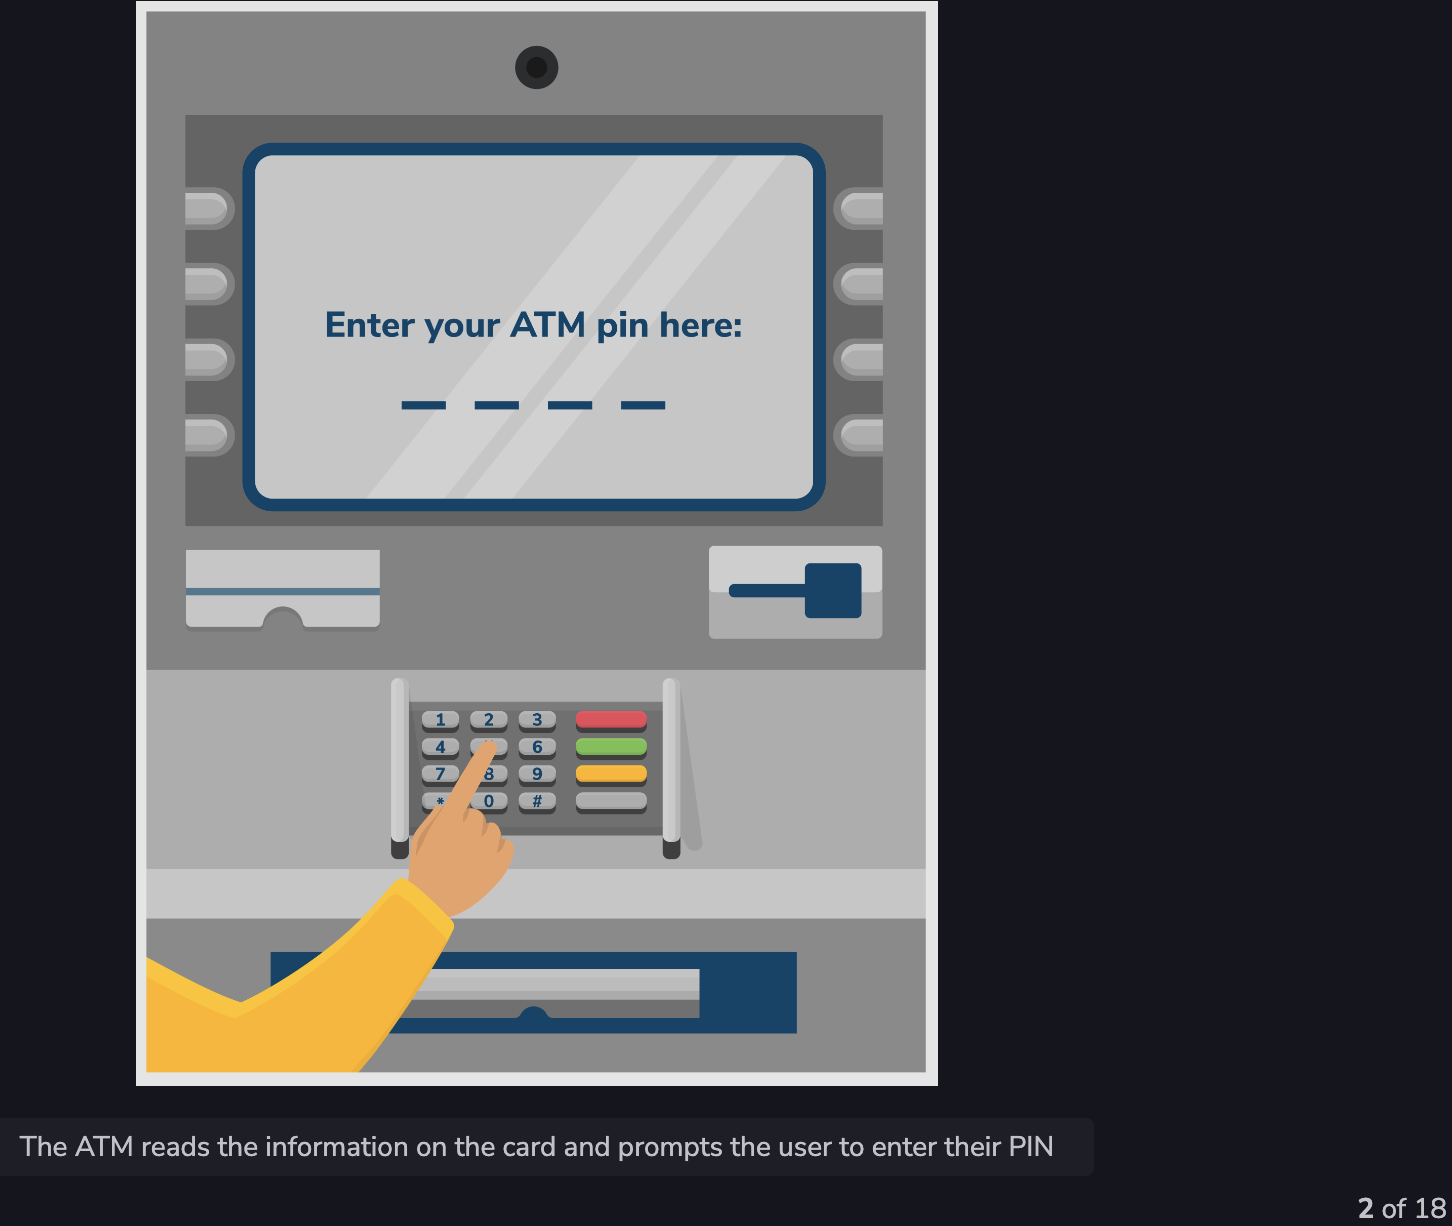 Enter your ATM pin here:
1 2 3
4 6
7 8 9
* 0 #
The ATM reads the information on the card and prompts the user to enter their PIN
2 of 18